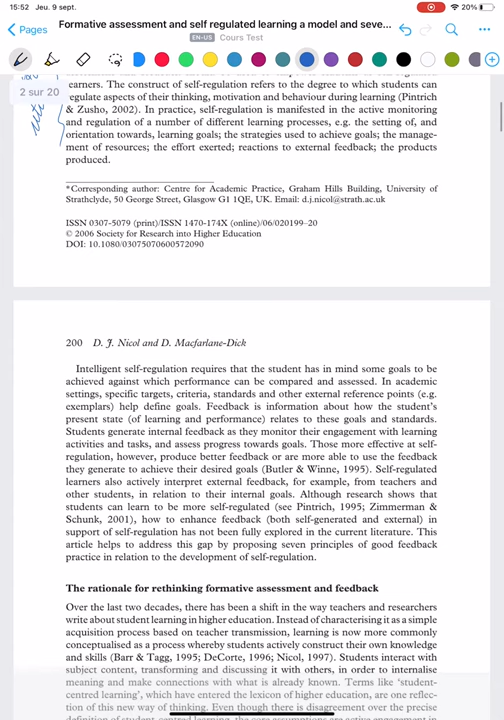 15:52 Jeu. 9 sept.
20%
Pages
Formative assessment and self regulated learning a model and seve...
EN-US Cours Test
2 sur 20
earners. The construct of self-regulation refers to the degree to which students can
regulate aspects of their thinking, motivation and behaviour during learning (Pintrich
& Zusho, 2002). In practice, self-regulation is manifested in the active monitoring
and regulation of a number of different learning processes, e.g. the setting of, and
orientation towards, learning goals; the strategies used to achieve goals; the manage-
ment of resources; the effort exerted; reactions to external feedback; the products
produced.
*Corresponding author: Centre for Academic Practice, Graham Hills Building, University of
Strathclyde, 50 George Street, Glasgow G1 1QE, UK. Email: d.j.nicol@strath.ac.uk
ISSN 0307-5079 (print)/ISSN 1470-174X (online)/06/020199–20
© 2006 Society for Research into Higher Education
DOI: 10.1080/03075070600572090
200 D. J. Nicol and D. Macfarlane-Dick
Intelligent self-regulation requires that the student has in mind some goals to be
achieved against which performance can be compared and assessed. In academic
settings, specific targets, criteria, standards and other external reference points (e.g.
exemplars) help define goals. Feedback is information about how the student's
present state (of learning and performance) relates to these goals and standards.
Students generate internal feedback as they monitor their engagement with learning
activities and tasks, and assess progress towards goals. Those more effective at self-
regulation, however, produce better feedback or are more able to use the feedback
they generate to achieve their desired goals (Butler & Winne, 1995). Self-regulated
learners also actively interpret external feedback, for example, from teachers and
other students, in relation to their internal goals. Although research shows that
students can learn to be more self-regulated (see Pintrich, 1995; Zimmerman &
Schunk, 2001), how to enhance feedback (both self-generated and external) in
support of self-regulation has not been fully explored in the current literature. This
article helps to address this gap by proposing seven principles of good feedback
practice in relation to the development of self-regulation.
The rationale for rethinking formative assessment and feedback
Over the last two decades, there has been a shift in the way teachers and researchers
write about student learning in higher education. Instead of characterising it as a simple
acquisition process based on teacher transmission, learning is now more commonly
conceptualised as a process whereby students actively construct their own knowledge
and skills (Barr & Tagg, 1995; DeCorte, 1996; Nicol, 1997). Students interact with
subject content, transforming and discussing it with others, in order to internalise
meaning and make connections with what is already known. Terms like 'student-
centred learning', which have entered the lexicon of higher education, are one reflec-
tion of this new way of thinking. Even though there is disagreement over the precise